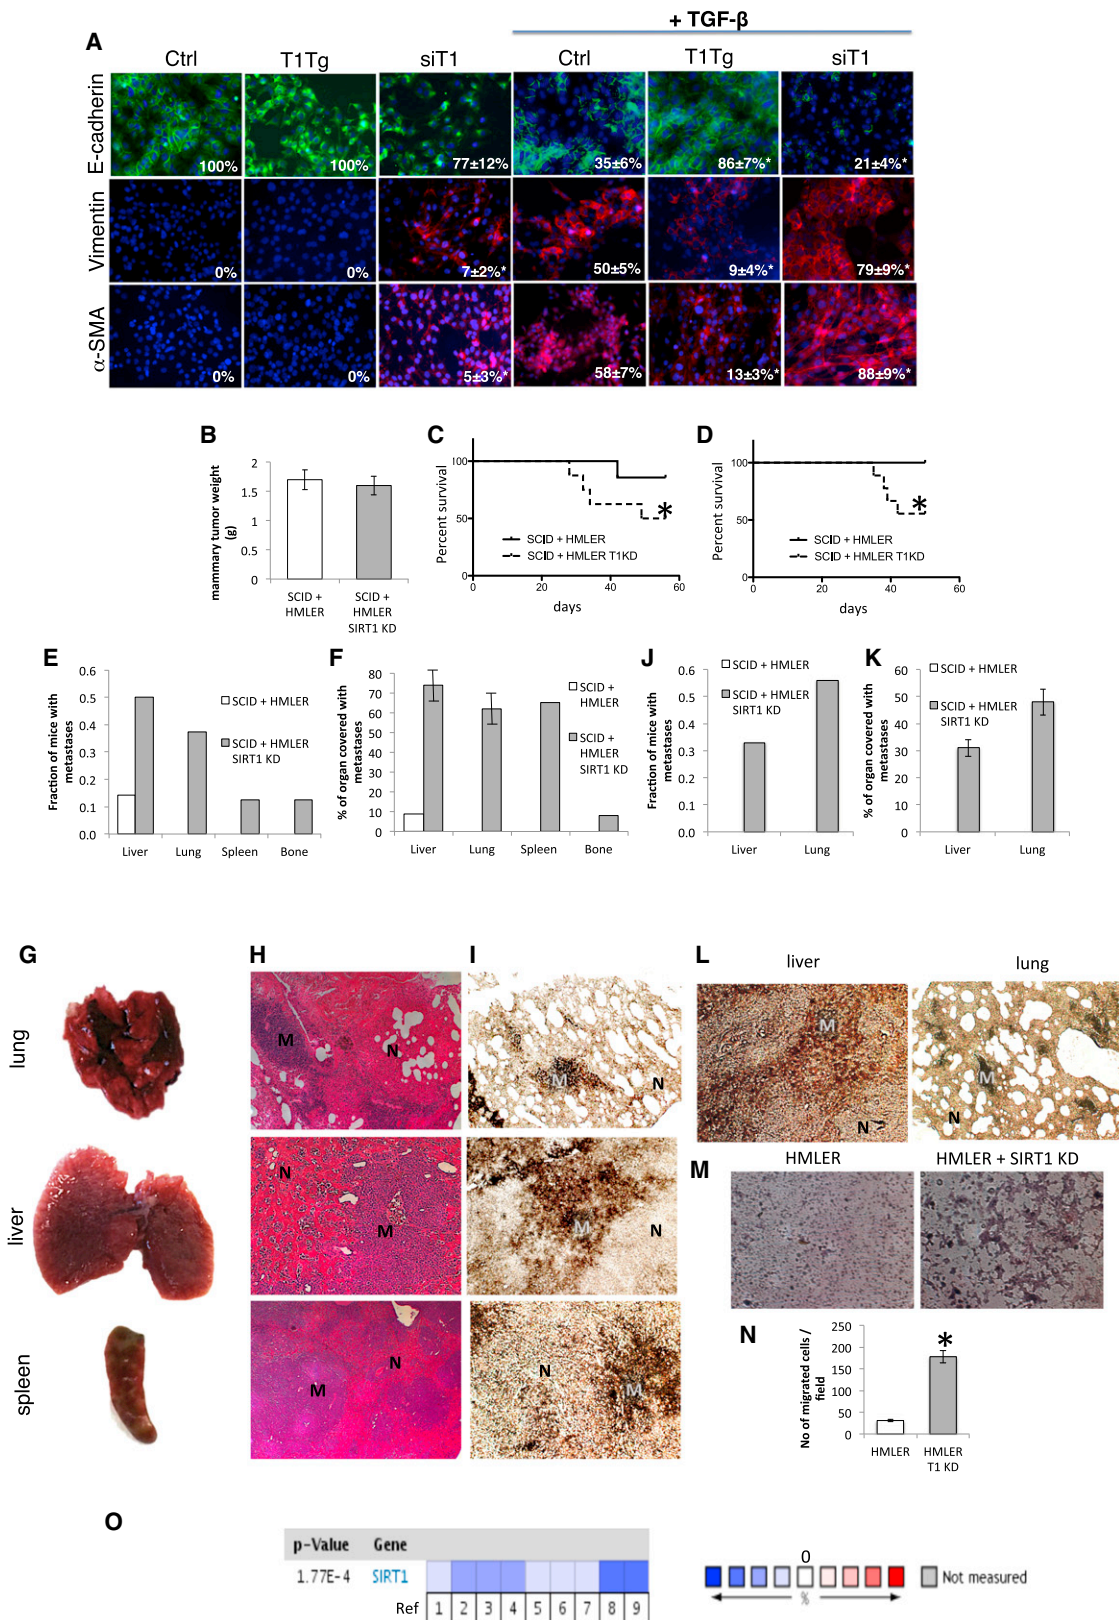 + TGF-β
A
Ctrl T1Tg siT1 Ctrl T1Tg siT1
E-cadherin
100% 100% 77±12% 35±6% 86±7%* 21±4%*
Vimentin
0% 0% 7±2%* 50±5% 9±4%* 79±9%*
α-SMA
0% 0% 5±3%* 58±7% 13±3%* 88±9%*
B
mammary tumor weight
(g)
2
1.5
1
0.5
0
SCID +
HMLER
SCID +
HMLER
SIRT1 KD
C
Percent survival
100
50
0
0 20 40 60
days
SCID + HMLER
SCID + HMLER T1KD
*
D
Percent survival
100
50
0
0 20 40 60
days
SCID + HMLER
SCID + HMLER T1KD
*
E
Fraction of mice with
metastases
0.6
0.5
0.4
0.3
0.2
0.1
0.0
Liver Lung Spleen Bone
SCID + HMLER
SCID + HMLER
SIRT1 KD
F
% of organ covered with
metastases
80
70
60
50
40
30
20
10
0
Liver Lung Spleen Bone
SCID +
HMLER
SCID +
HMLER
SIRT1 KD
J
Fraction of mice with
metastases
0.6
0.5
0.4
0.3
0.2
0.1
0.0
Liver Lung
SCID + HMLER
SCID + HMLER
SIRT1 KD
K
% of organ covered with
metastases
60
50
40
30
20
10
0
Liver Lung
SCID + HMLER
SCID + HMLER
SIRT1 KD
G
lung
liver
spleen
H
M N
N M
M N
I
M N
M N
N M
L
liver lung
M N
M N
M
HMLER HMLER + SIRT1 KD
N
No of migrated cells /
field
250
200
150
100
50
0
*
HMLER
HMLER
T1 KD
O
p-Value Gene
1.77E-4 SIRT1
Ref 1 2 3 4 5 6 7 8 9
0
%
Not measured